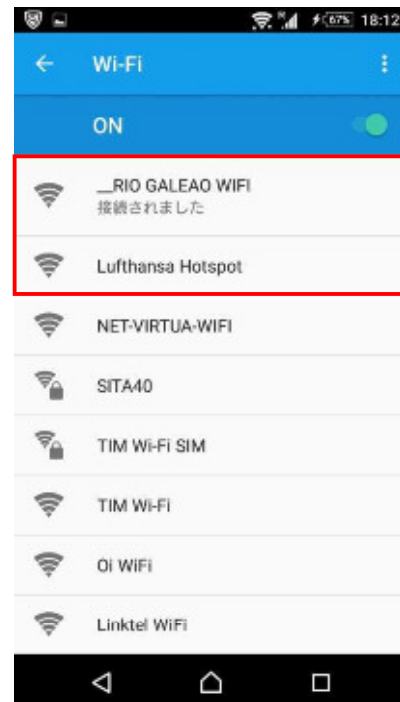 67% 18:12
Wi-Fi
ON
__RIO GALEAO WIFI
接続されました
Lufthansa Hotspot
NET-VIRTUA-WIFI
SITA40
TIM Wi-Fi SIM
TIM Wi-Fi
Oi WiFi
Linktel WiFi